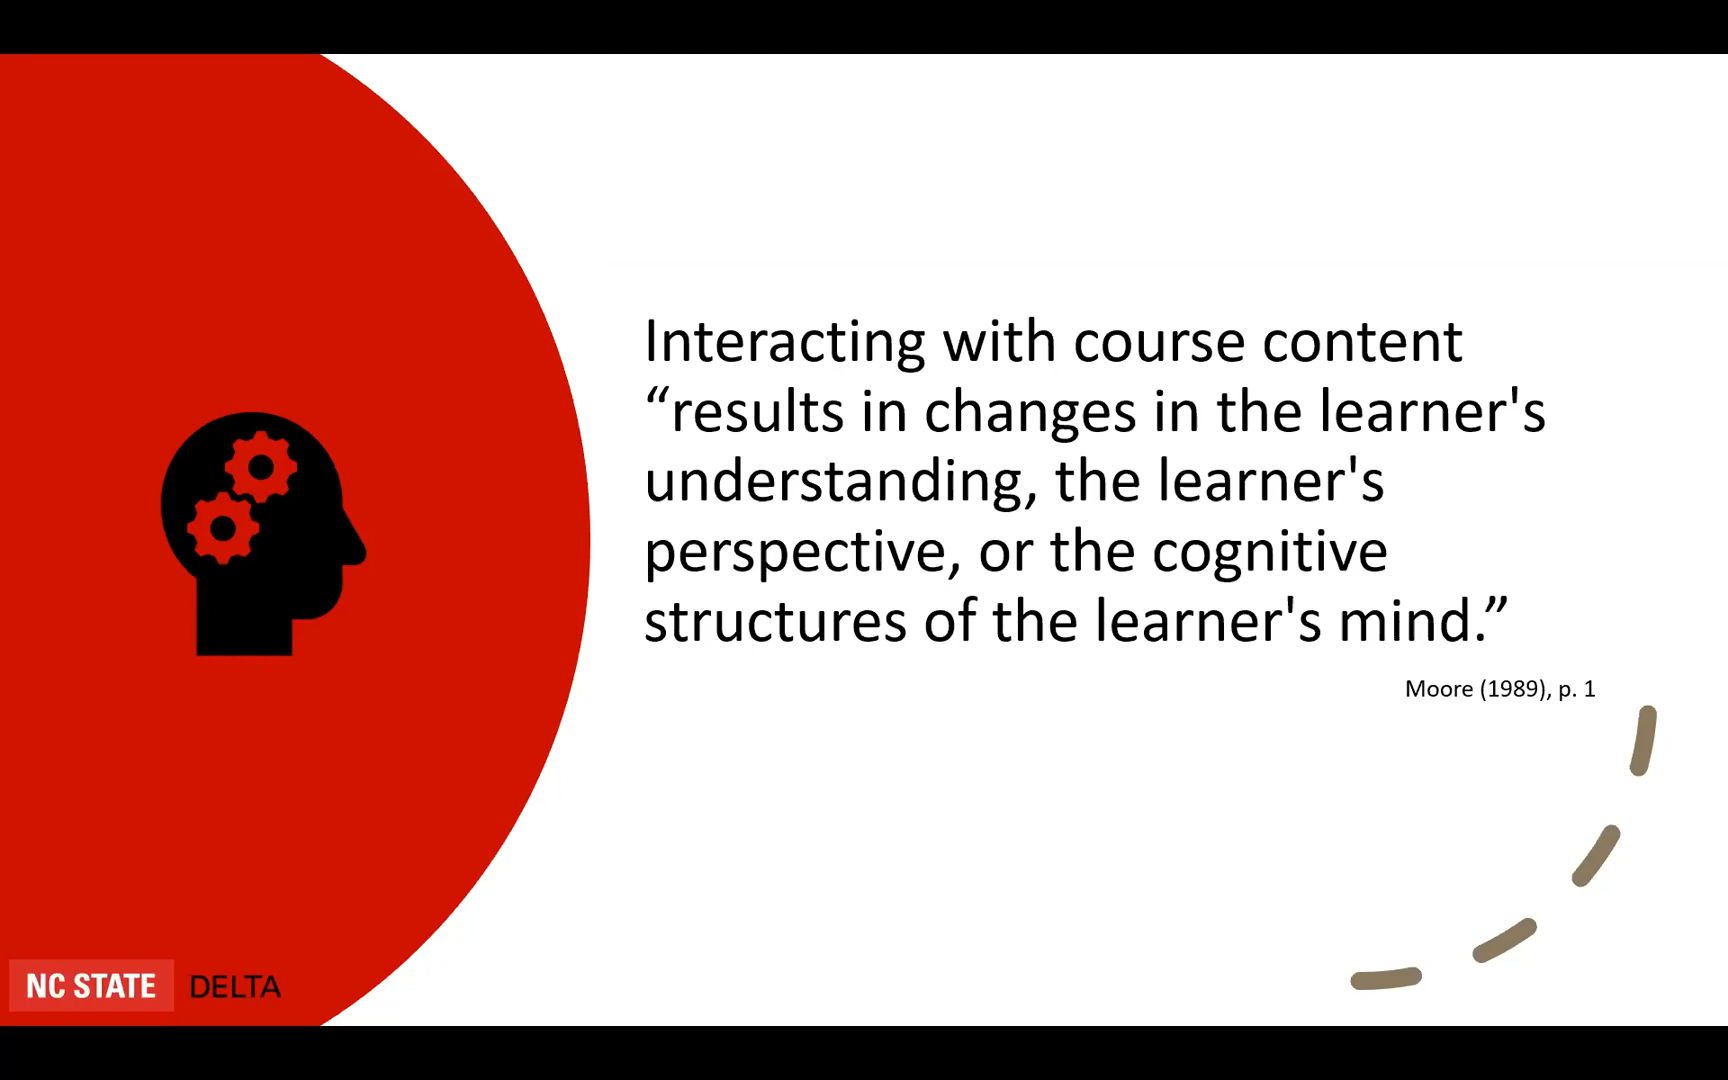 Interacting with course content
“results in changes in the learner's
understanding, the learner's
perspective, or the cognitive
structures of the learner's mind.”
Moore (1989), p. 1
NC STATE DELTA